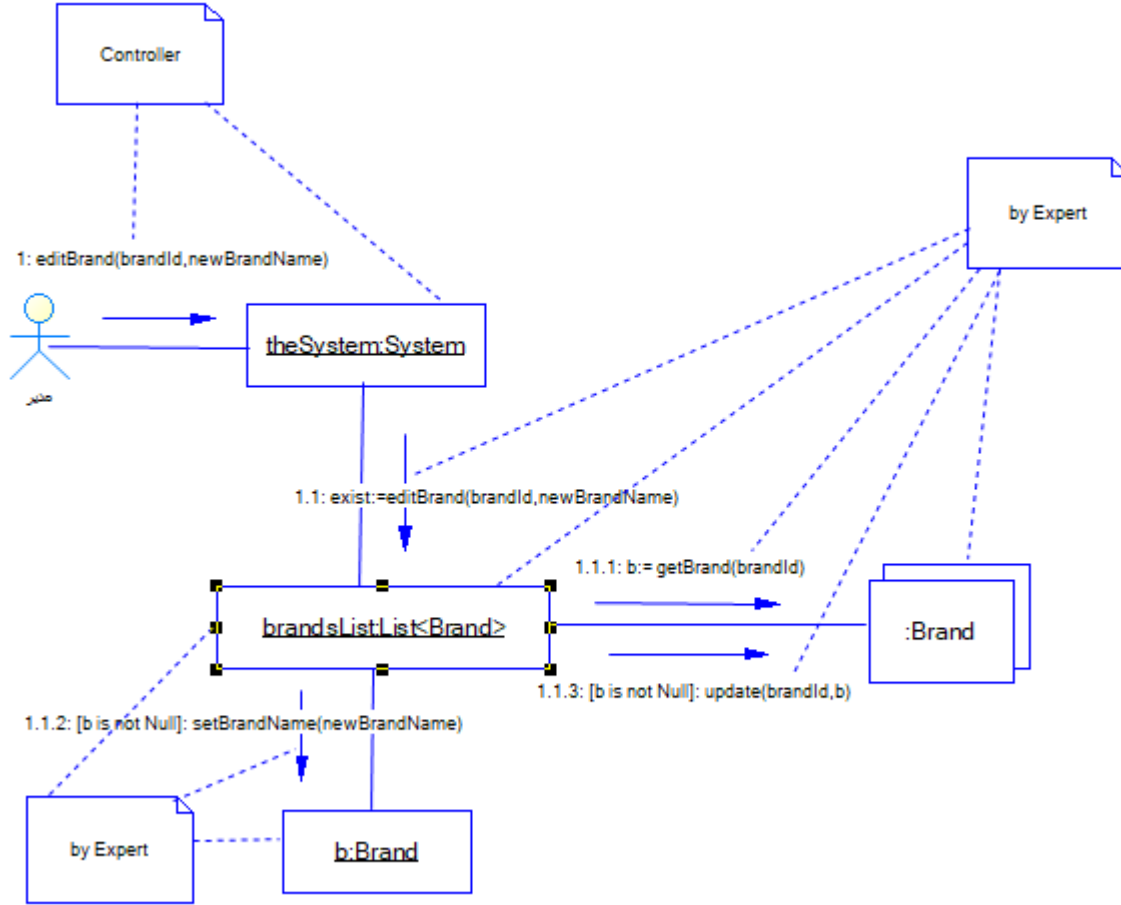 Controller
by Expert
1: editBrand(brandId,newBrandName)
theSystem:System
مدير
1.1: exist:=editBrand(brandId,newBrandName)
1.1.1: b:= getBrand(brandId)
brandsList:List<Brand>
:Brand
1.1.3: [b is not Null]: update(brandId,b)
1.1.2: [b is not Null]: setBrandName(newBrandName)
by Expert
b:Brand